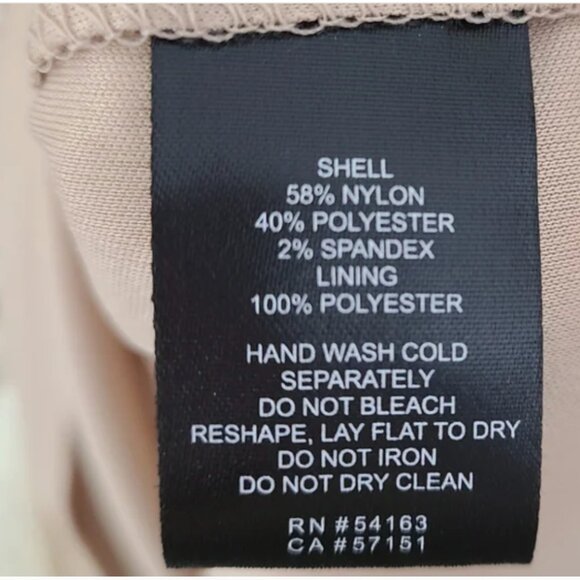 SHELL
58% NYLON
40% POLYESTER
2% SPANDEX
LINING
100% POLYESTER
HAND WASH COLD
SEPARATELY
DO NOT BLEACH
RESHAPE, LAY FLAT TO DRY
DO NOT IRON
DO NOT DRY CLEAN
RN #54163
CA #57151